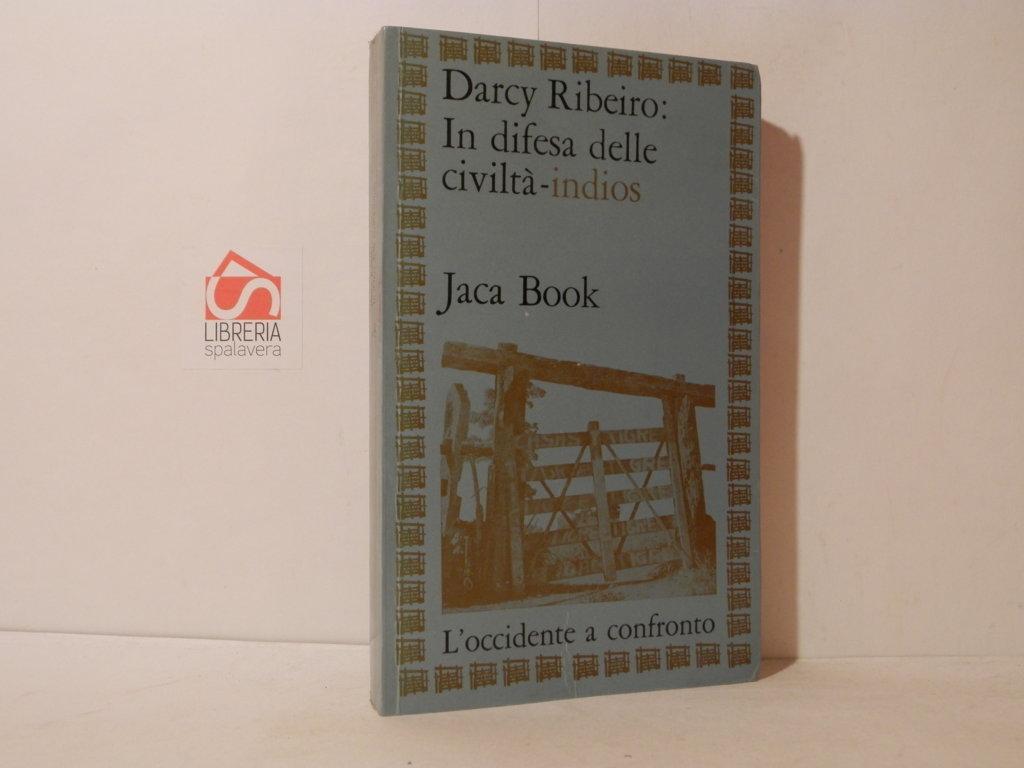 Darcy Ribeiro:
In difesa delle
civiltà-indios
Jaca Book
L'occidente a confronto
LIBRERIA
spalavera